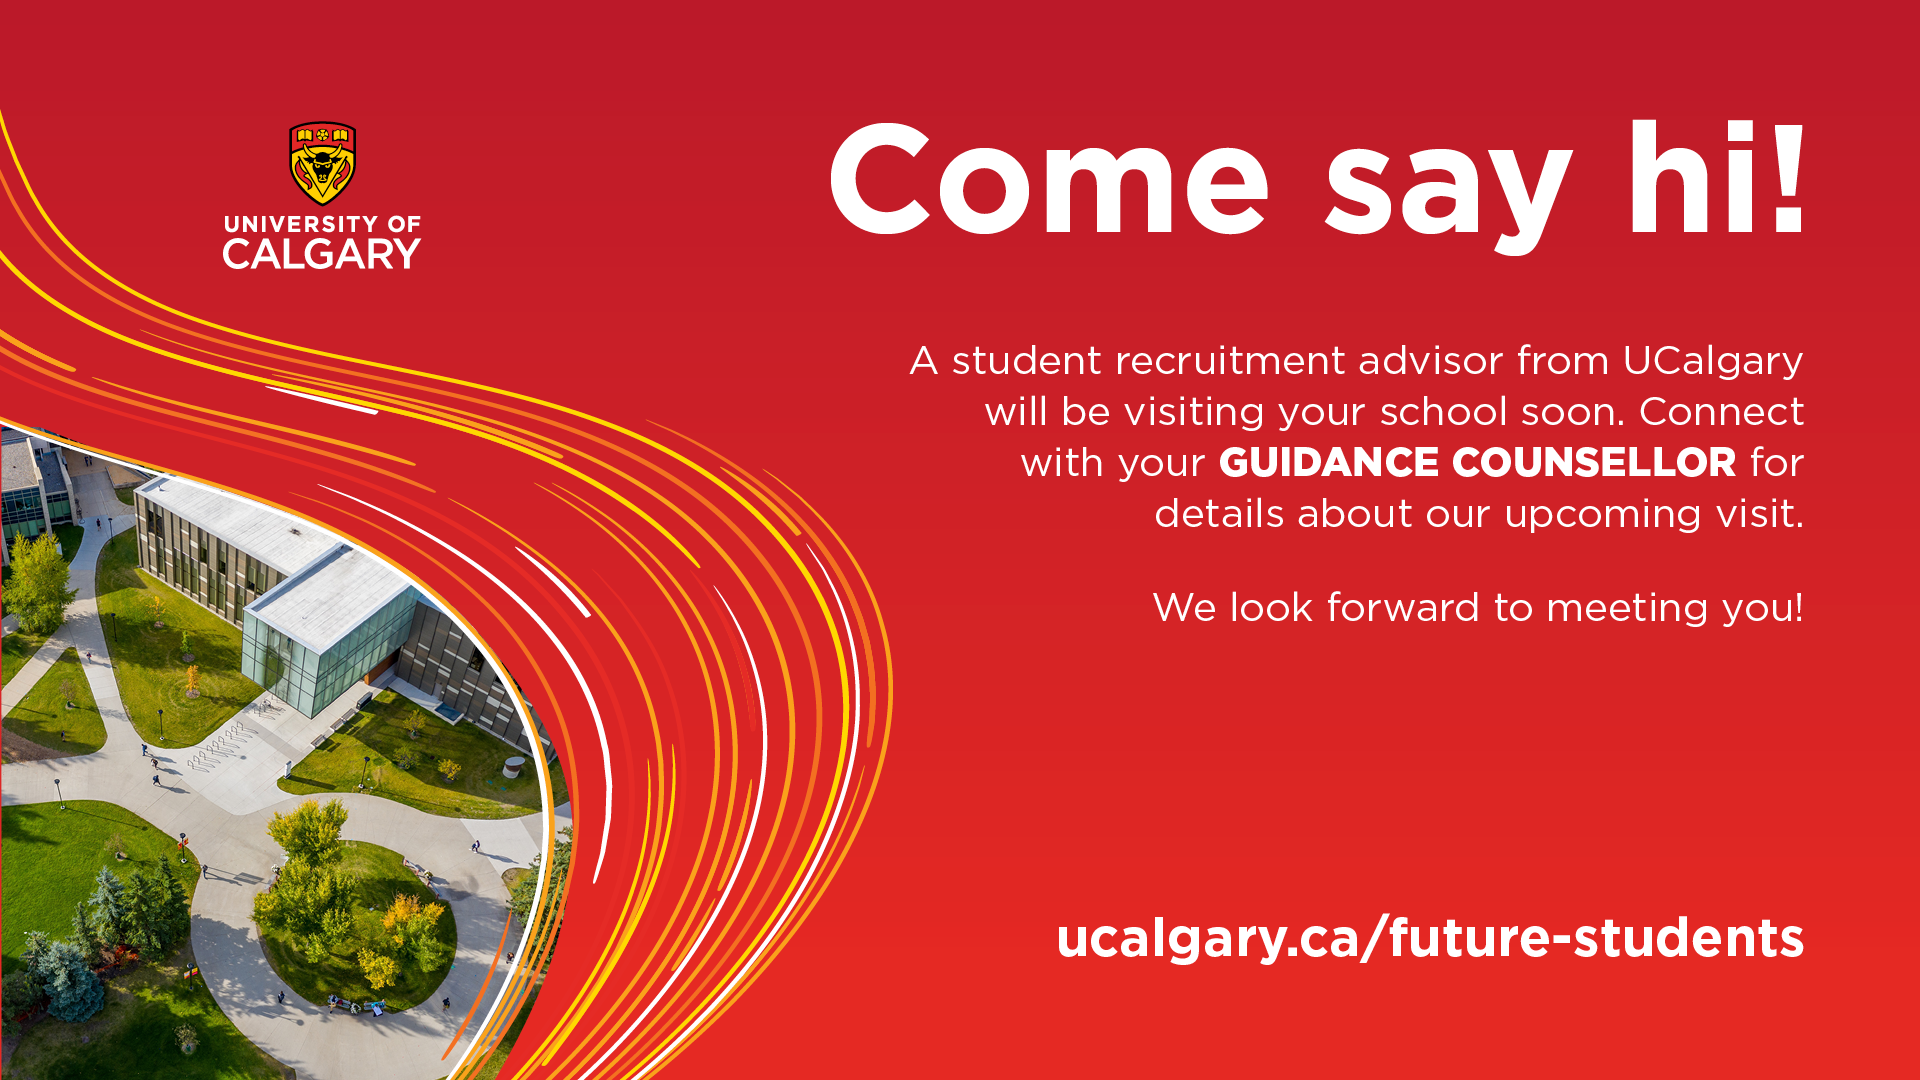 UNIVERSITY OF
CALGARY
Come say hi!
A student recruitment advisor from UCalgary
will be visiting your school soon. Connect
with your GUIDANCE COUNSELLOR for
details about our upcoming visit.
We look forward to meeting you!
ucalgary.ca/future-students